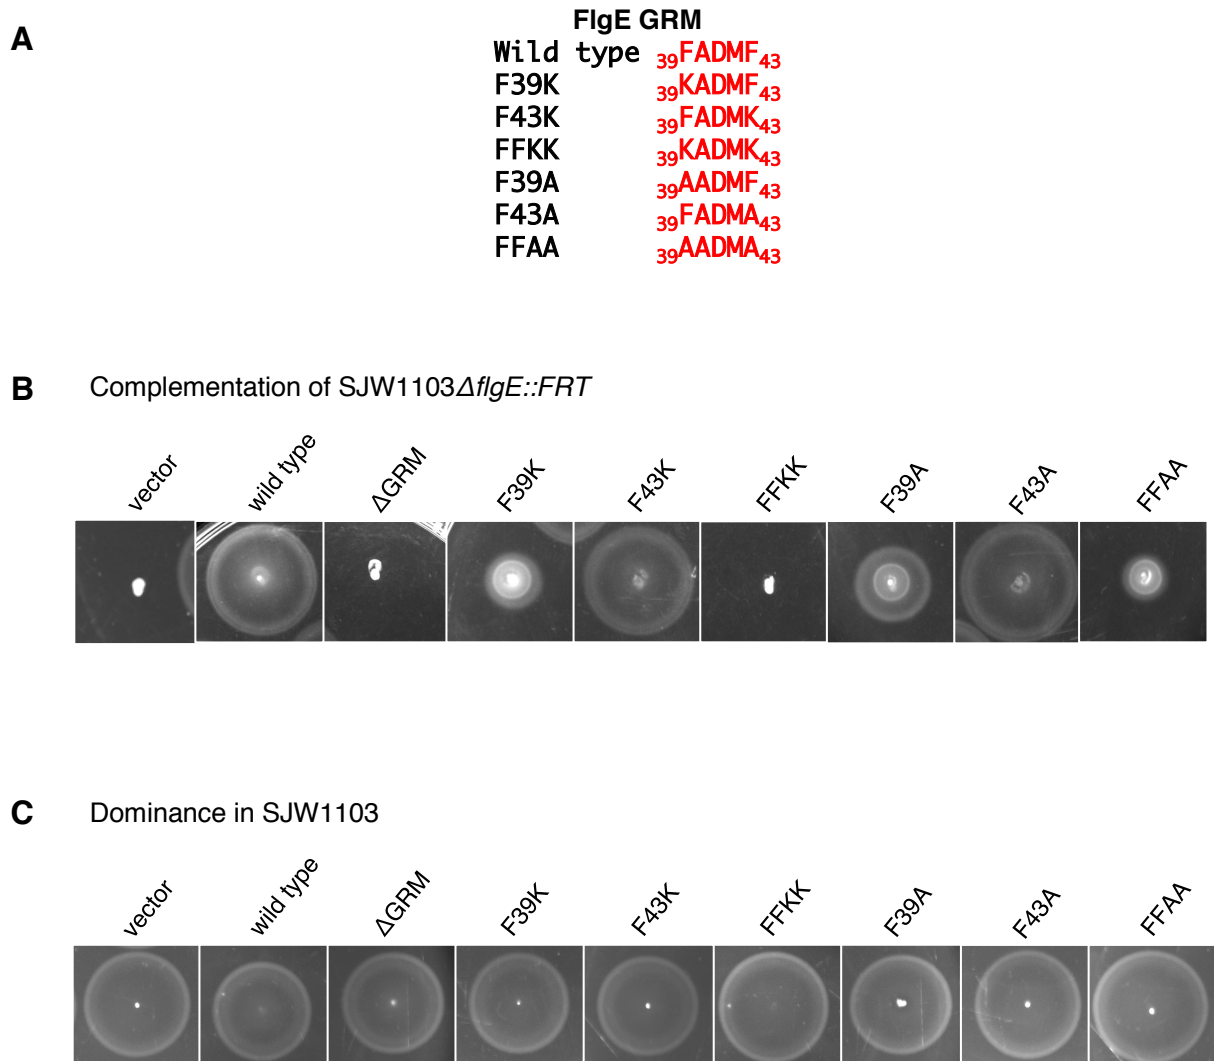 A
FlgE GRM
Wild type 39FADMF43
F39K 39KADMF43
F43K 39FADMK43
FFKK 39KADMK43
F39A 39AADMF43
F43A 39FADMA43
FFAA 39AADMA43
B Complementation of SJW1103ΔflgE::FRT
vector wild type ΔGRM F39K F43K FFKK F39A F43A FFAA
C Dominance in SJW1103
vector wild type ΔGRM F39K F43K FFKK F39A F43A FFAA